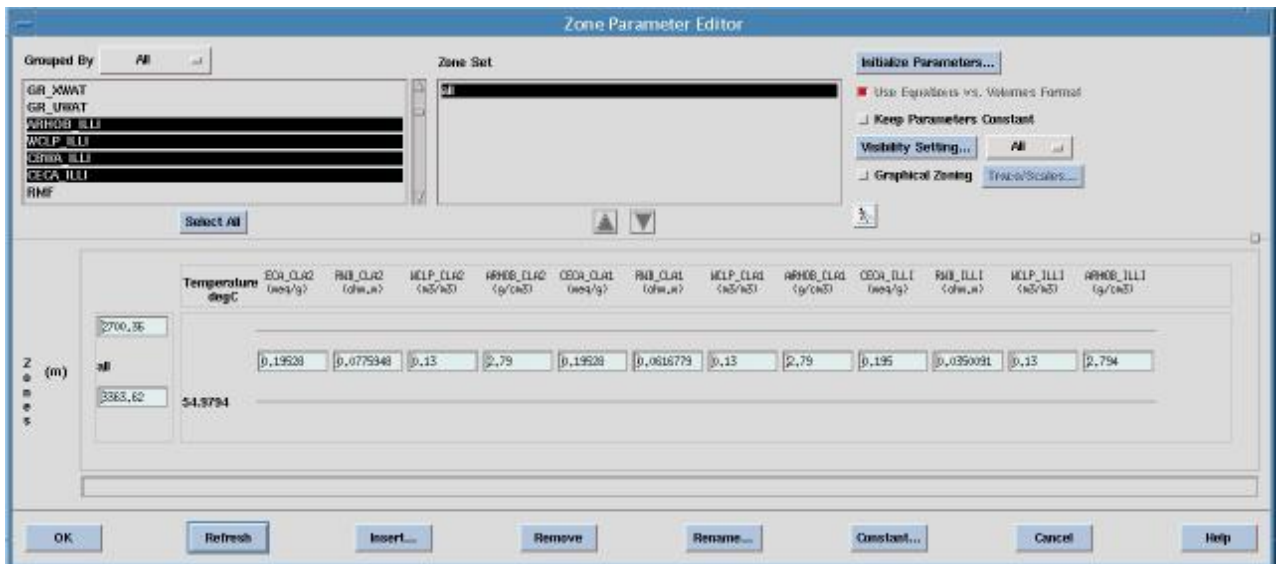 Zone Parameter Editor
Grouped By All
Zone Set
Initialize Parameters...
GR_XWAT
GR_UWAT
ARHOB_ILLI
WCLP_ILLI
CBWA_ILLI
CECA_ILLI
RMF
all
Use Equations vs. Volumes Format
Keep Parameters Constant
Visibility Setting... All
Graphical Zoning Trace/Scales...
Select All
Temperature ECA_CLA2 RWB_CLA2 WCLP_CLA2 ARHOB_CLA2 CECA_CLA1 RWB_CLA1 WCLP_CLA1 ARHOB_CLA1 CECA_ILLI RWB_ILLI WCLP_ILLI ARHOB_ILLI
degC (meq/g) (ohm.m) (m3/m3) (g/cm3) (meq/g) (ohm.m) (m3/m3) (g/cm3) (meq/g) (ohm.m) (m3/m3) (g/cm3)
2700.36
Zones (m) all 0.19528 0.0775948 0.13 2.79 0.19528 0.0616779 0.13 2.79 0.195 0.0350091 0.13 2.794
3363.62 54.9794
OK Refresh Insert... Remove Rename... Constant... Cancel Help